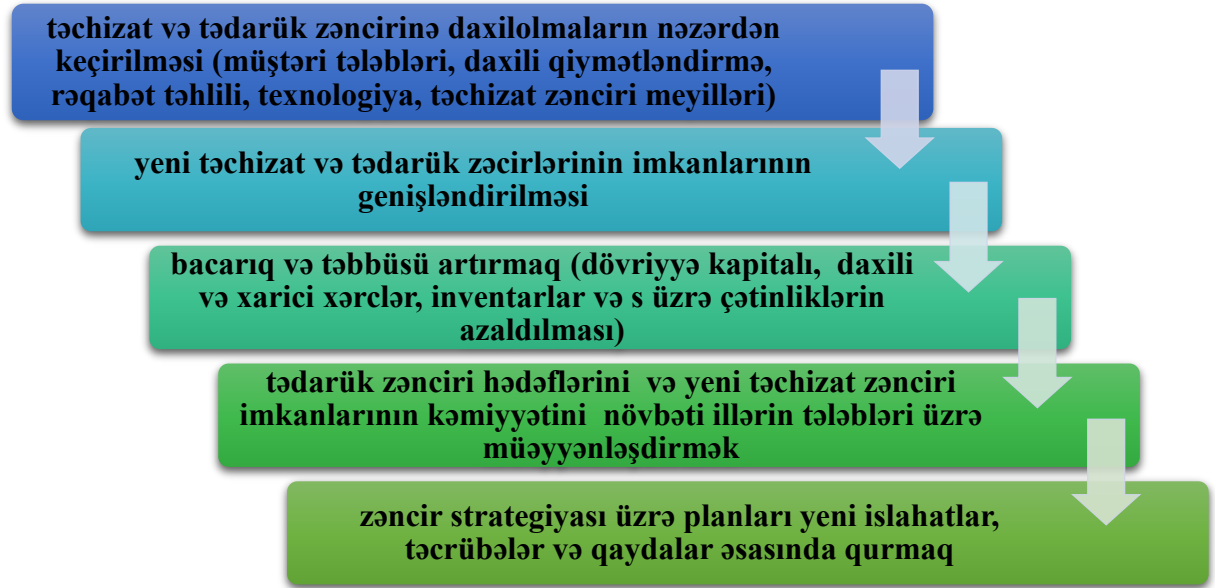 təchizat və tədarük zəncirinə daxilolmaların nəzərdən
keçirilməsi (müştəri tələbləri, daxili qiymətləndirmə,
rəqabət təhlili, texnologiya, təchizat zənciri meyilləri)
yeni təchizat və tədarük zəcirlərinin imkanlarının
genişləndirilməsi
bacarıq və təbbüsü artırmaq (dövriyyə kapitalı, daxili
və xarici xərclər, inventarlar və s üzrə çətinliklərin
azaldılması)
tədarük zənciri hədəflərini və yeni təchizat zənciri
imkanlarının kəmiyyətini növbəti illərin tələbləri üzrə
müəyyənləşdirmək
zəncir strategiyası üzrə planları yeni islahatlar,
təcrübələr və qaydalar əsasında qurmaq